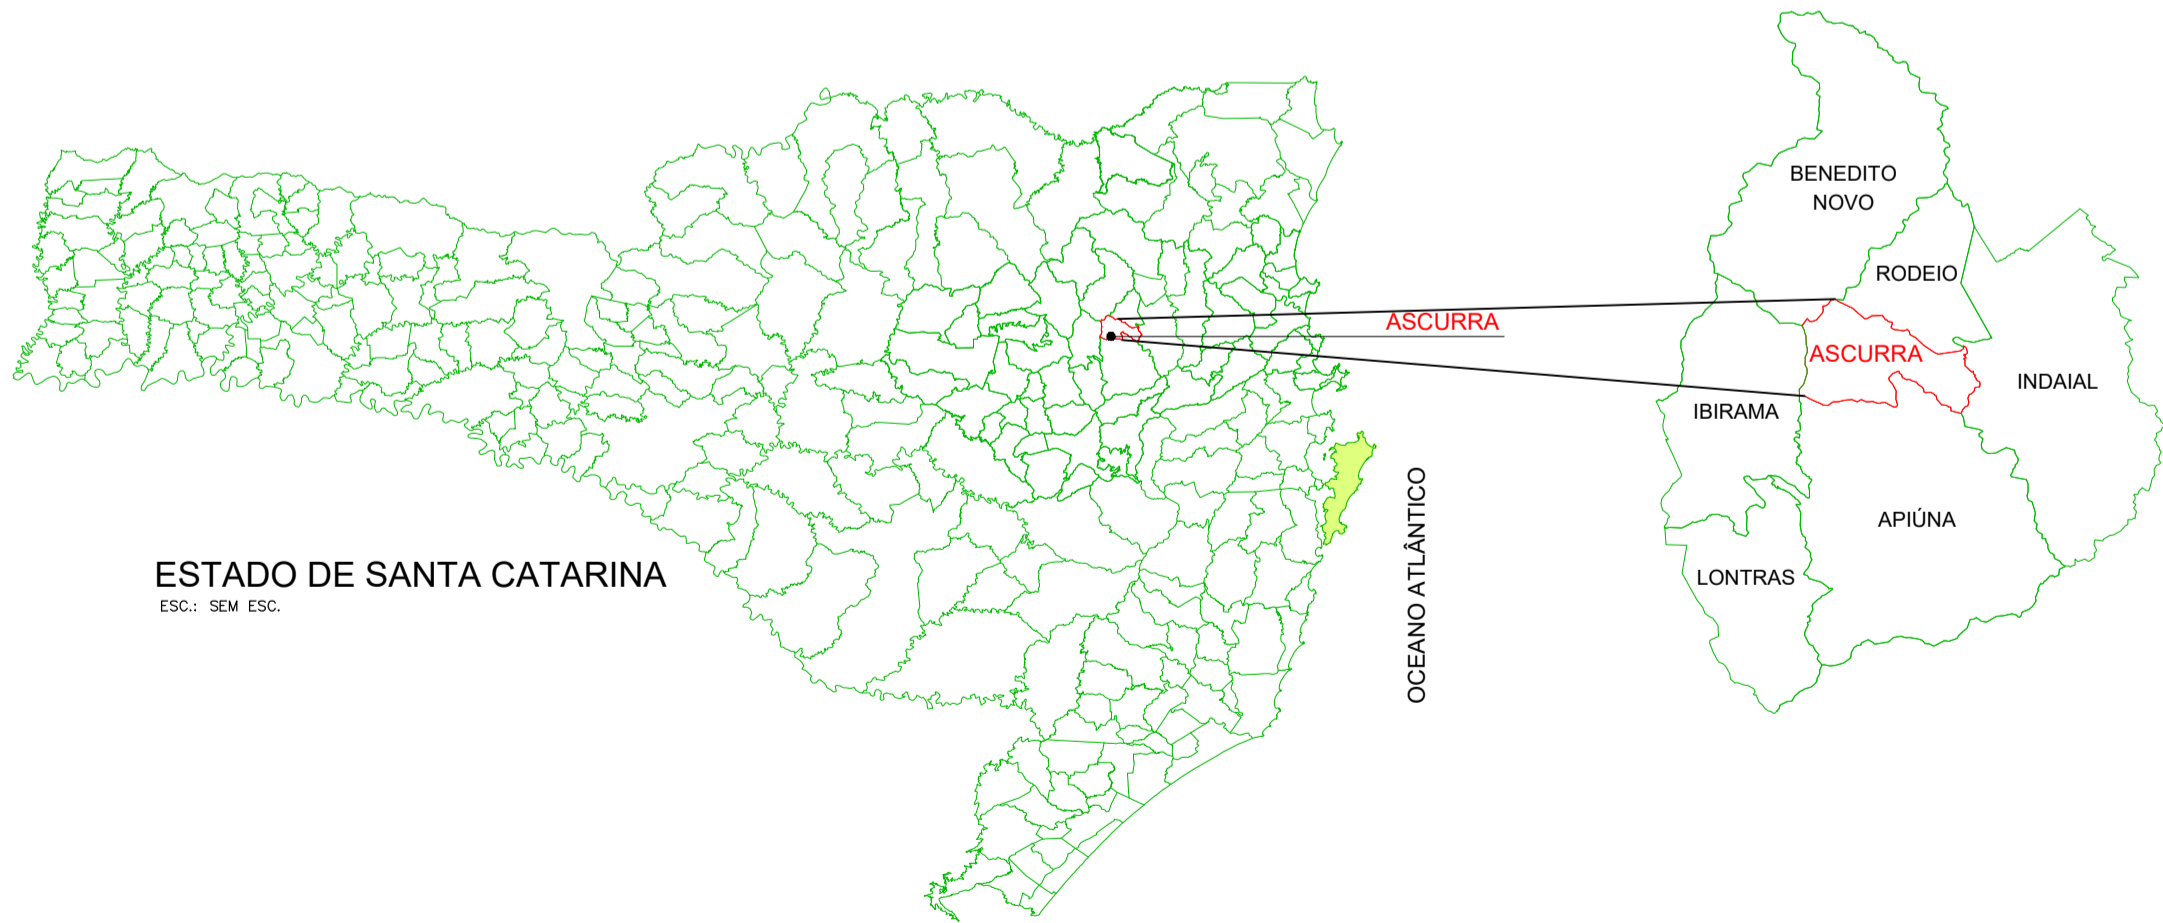 ESTADO DE SANTA CATARINA
ESC.: SEM ESC.
ASCURRA
OCEANO ATLÂNTICO
BENEDITO
NOVO
RODEIO
ASCURRA
INDAIAL
IBIRAMA
APIÚNA
LONTRAS